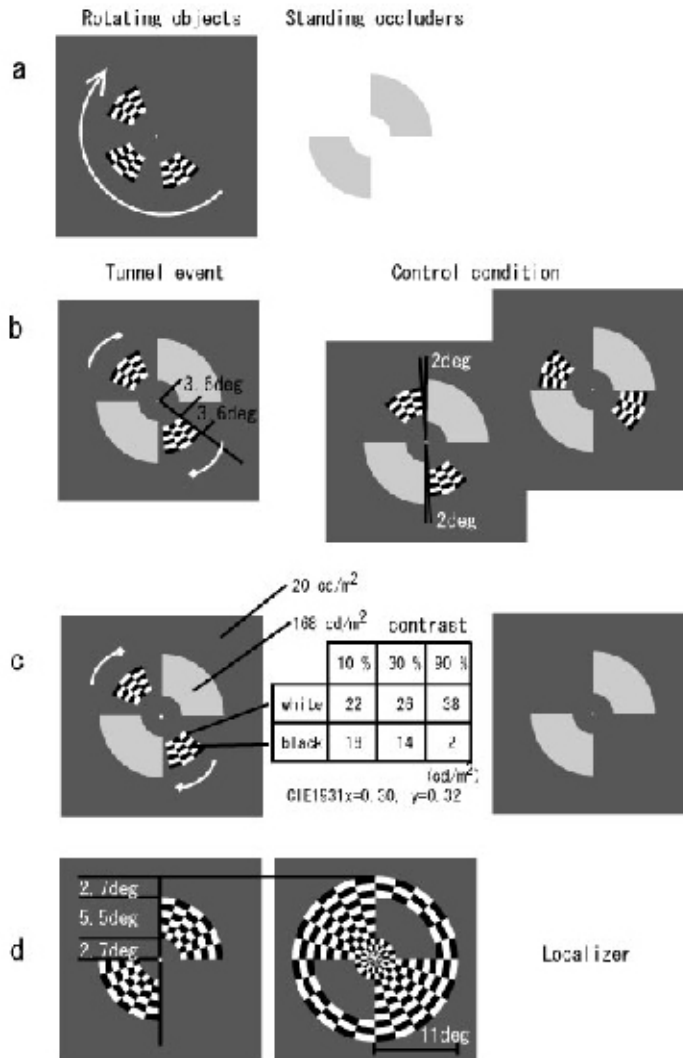 Rotating objects
Standing occluders
a
Tunnel event
Control condition
b
3.6deg
3.6deg
2deg
2deg
c
20 cd/m2
168 cd/m2
contrast
10 % 30 % 90 %
white 22 26 38
black 18 14 2
(cd/m2)
CIE1931x=0.30, y=0.32
d
2.7deg
5.5deg
2.7deg
11deg
Localizer